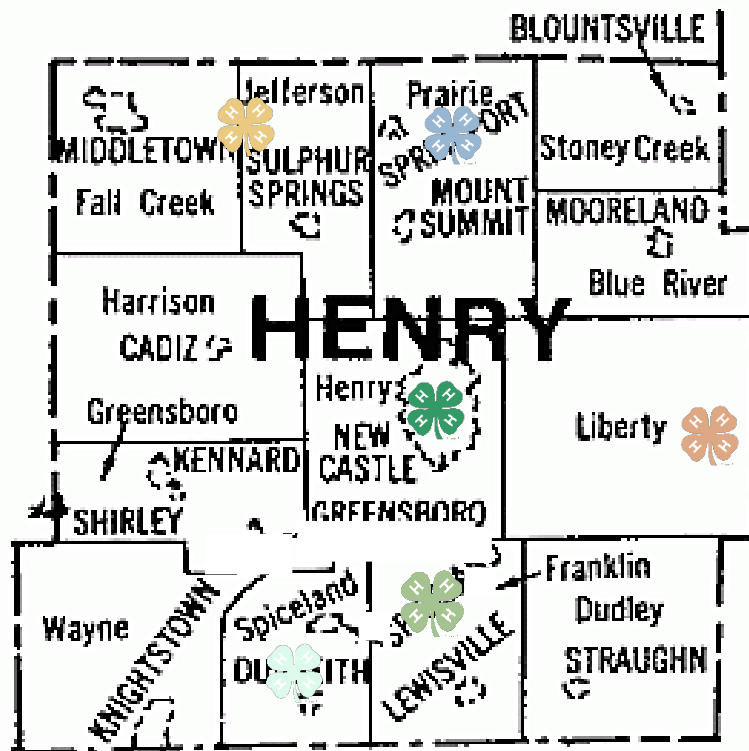 BLOUNTSVILLE
Jefferson
Prairie
MIDDLETOWN
SULPHUR
SPRINGS
Stoney Creek
Fall Creek
MOUNT
SUMMIT
MOORELAND
Blue River
Harrison
HENRY
CADIZ
Henry
Greensboro
NEW
CASTLE
Liberty
KENNARD
SHIRLEY
GREENSBORO
Franklin
Spiceland
Dudley
Wayne
KNIGHTSTOWN
STRAUGHN
LEWISVILLE
H H H H
H H H H
H H H H
H H H H
H H H H
H H H H